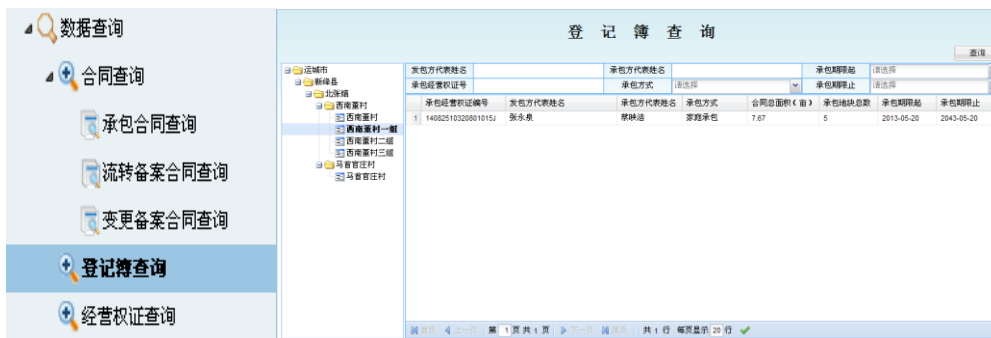 数据查询
合同查询
承包合同查询
流转备案合同查询
变更备案合同查询
登记簿查询
经营权证查询
登 记 簿 查 询
查询
运城市
新绛县
北张镇
西南董村
西南董村
西南董村一组
西南董村二组
西南董村三组
马首官庄村
马首官庄村
发包方代表姓名 承包方代表姓名 承包期限起 请选择
承包经营权证号 承包方式 请选择 承包期限止 请选择
承包经营权证编号 发包方代表姓名 承包方代表姓名 承包方式 合同总面积(亩) 承包地块总数 承包期限起 承包期限止
1 14082510320801015J 张永泉 蔡映洁 家庭承包 7.67 5 2013-05-20 2043-05-20
首页 上一页 第 1 页 共 1 页 下一页 尾页 共 1 行 每页显示 20 行